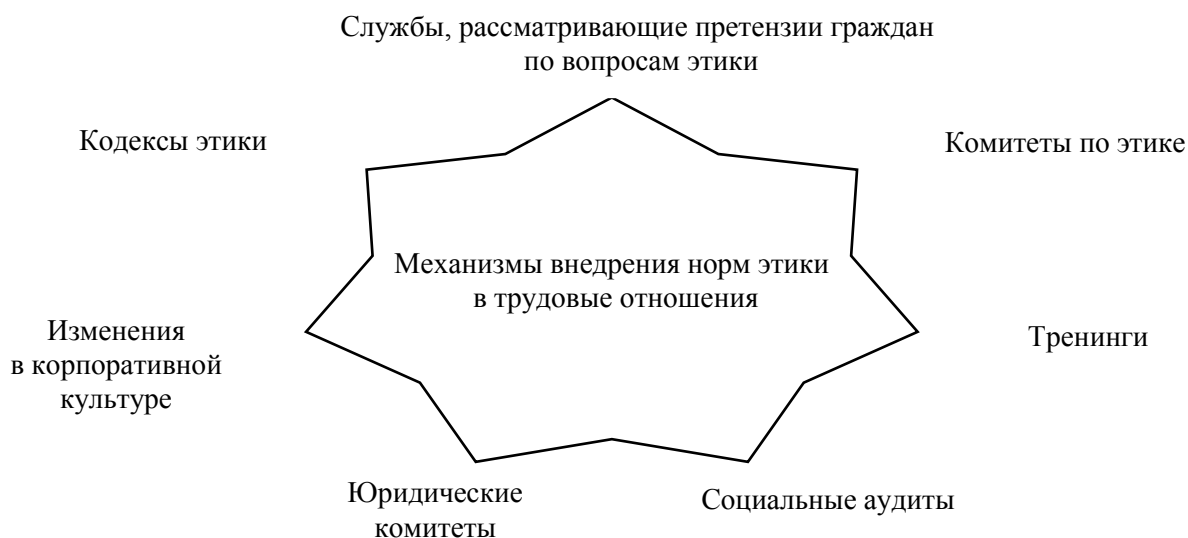 Службы, рассматривающие претензии граждан
по вопросам этики
Кодексы этики
Комитеты по этике
Механизмы внедрения норм этики
в трудовые отношения
Изменения
в корпоративной
культуре
Тренинги
Юридические
комитеты
Социальные аудиты